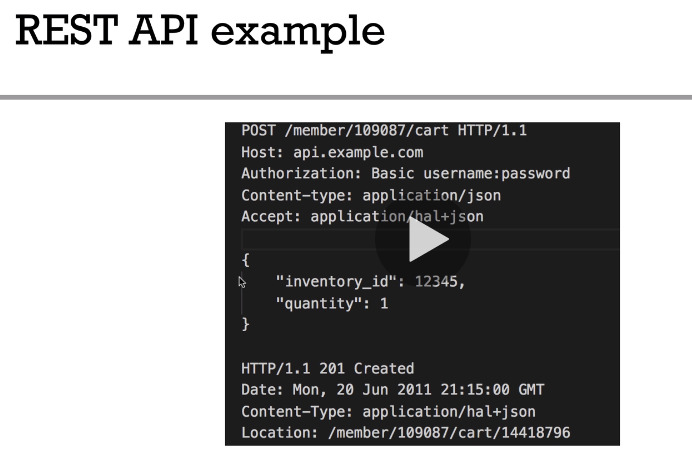 REST API example
POST /member/109087/cart HTTP/1.1
Host: api.example.com
Authorization: Basic username:password
Content-type: application/json
Accept: application/hal+json
{
"inventory_id": 12345,
"quantity": 1
}
HTTP/1.1 201 Created
Date: Mon, 20 Jun 2011 21:15:00 GMT
Content-Type: application/hal+json
Location: /member/109087/cart/14418796